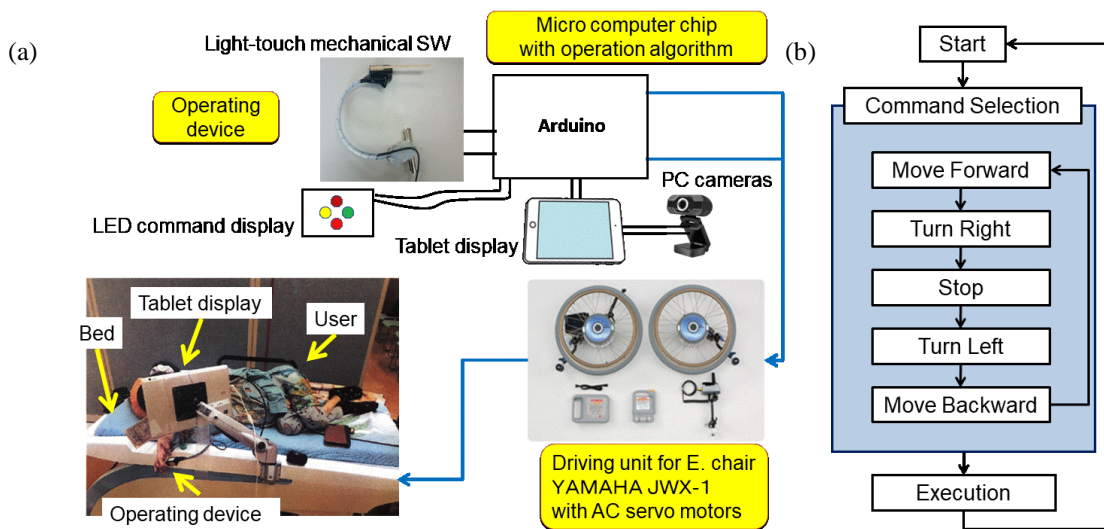 (a)
Light-touch mechanical SW
Micro computer chip
with operation algorithm
Operating
device
Arduino
PC cameras
LED command display
Tablet display
Tablet display
Bed
User
Operating device
Driving unit for E. chair
YAMAHA JWX-1
with AC servo motors
(b)
Start
Command Selection
Move Forward
Turn Right
Stop
Turn Left
Move Backward
Execution